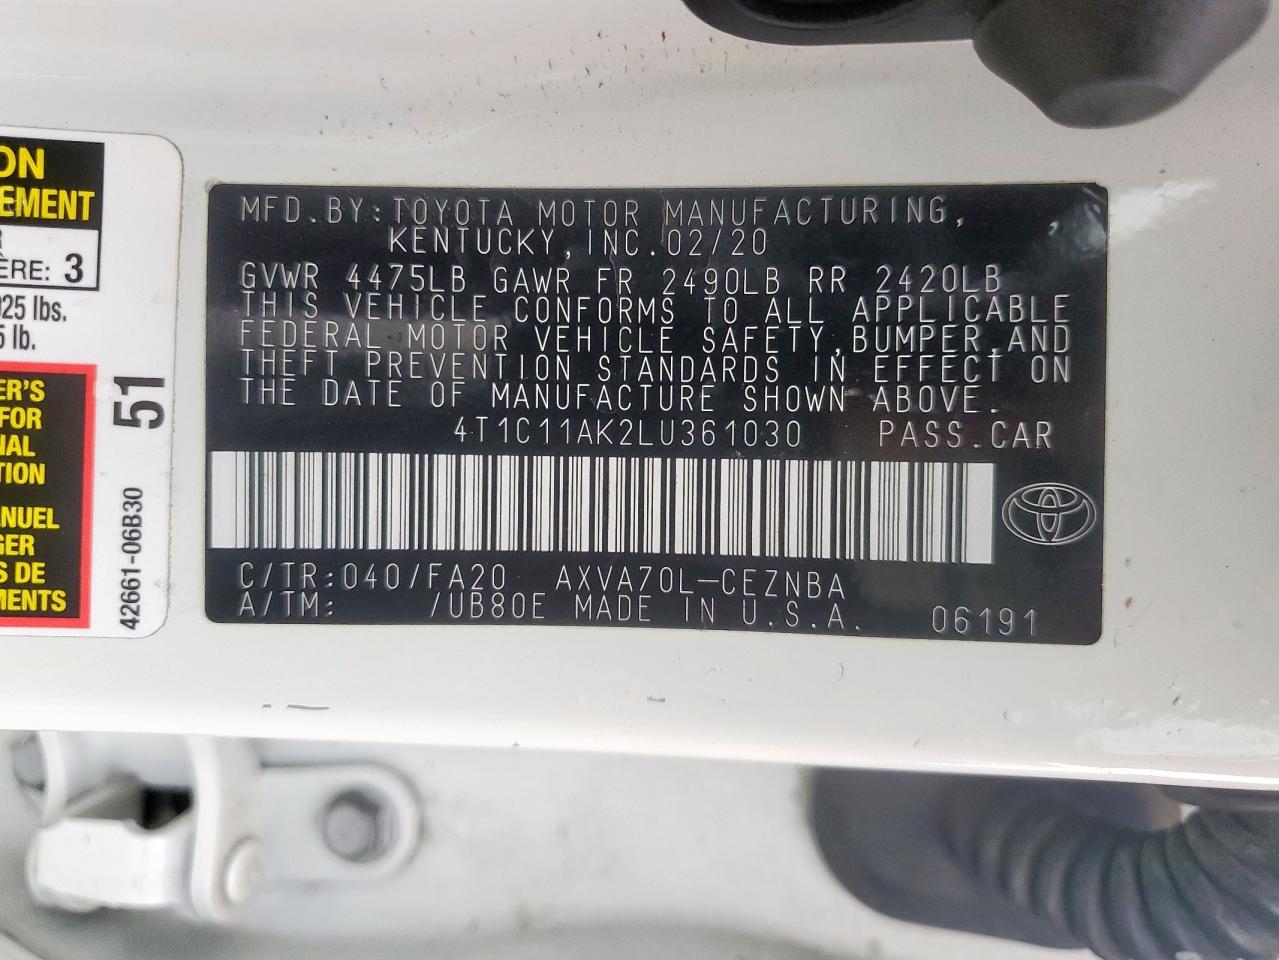 ON
EMENT
R
ÈRE: 3
025 lbs.
5 lb.
ER'S
FOR
NAL
TION
ANUEL
GER
S DE
MENTS
51
42661-06B30
MFD.BY:TOYOTA MOTOR MANUFACTURING,
KENTUCKY,INC.02/20
GVWR 4475LB GAWR FR 2490LB RR 2420LB
THIS VEHICLE CONFORMS TO ALL APPLICABLE
FEDERAL MOTOR VEHICLE SAFETY,BUMPER,AND
THEFT PREVENTION STANDARDS IN EFFECT ON
THE DATE OF MANUFACTURE SHOWN ABOVE.
4T1C11AK2LU361030 PASS.CAR
C/TR:040/FA20 AXVA70L-CEZNBA
A/TM: /UB80E MADE IN U.S.A. 06191